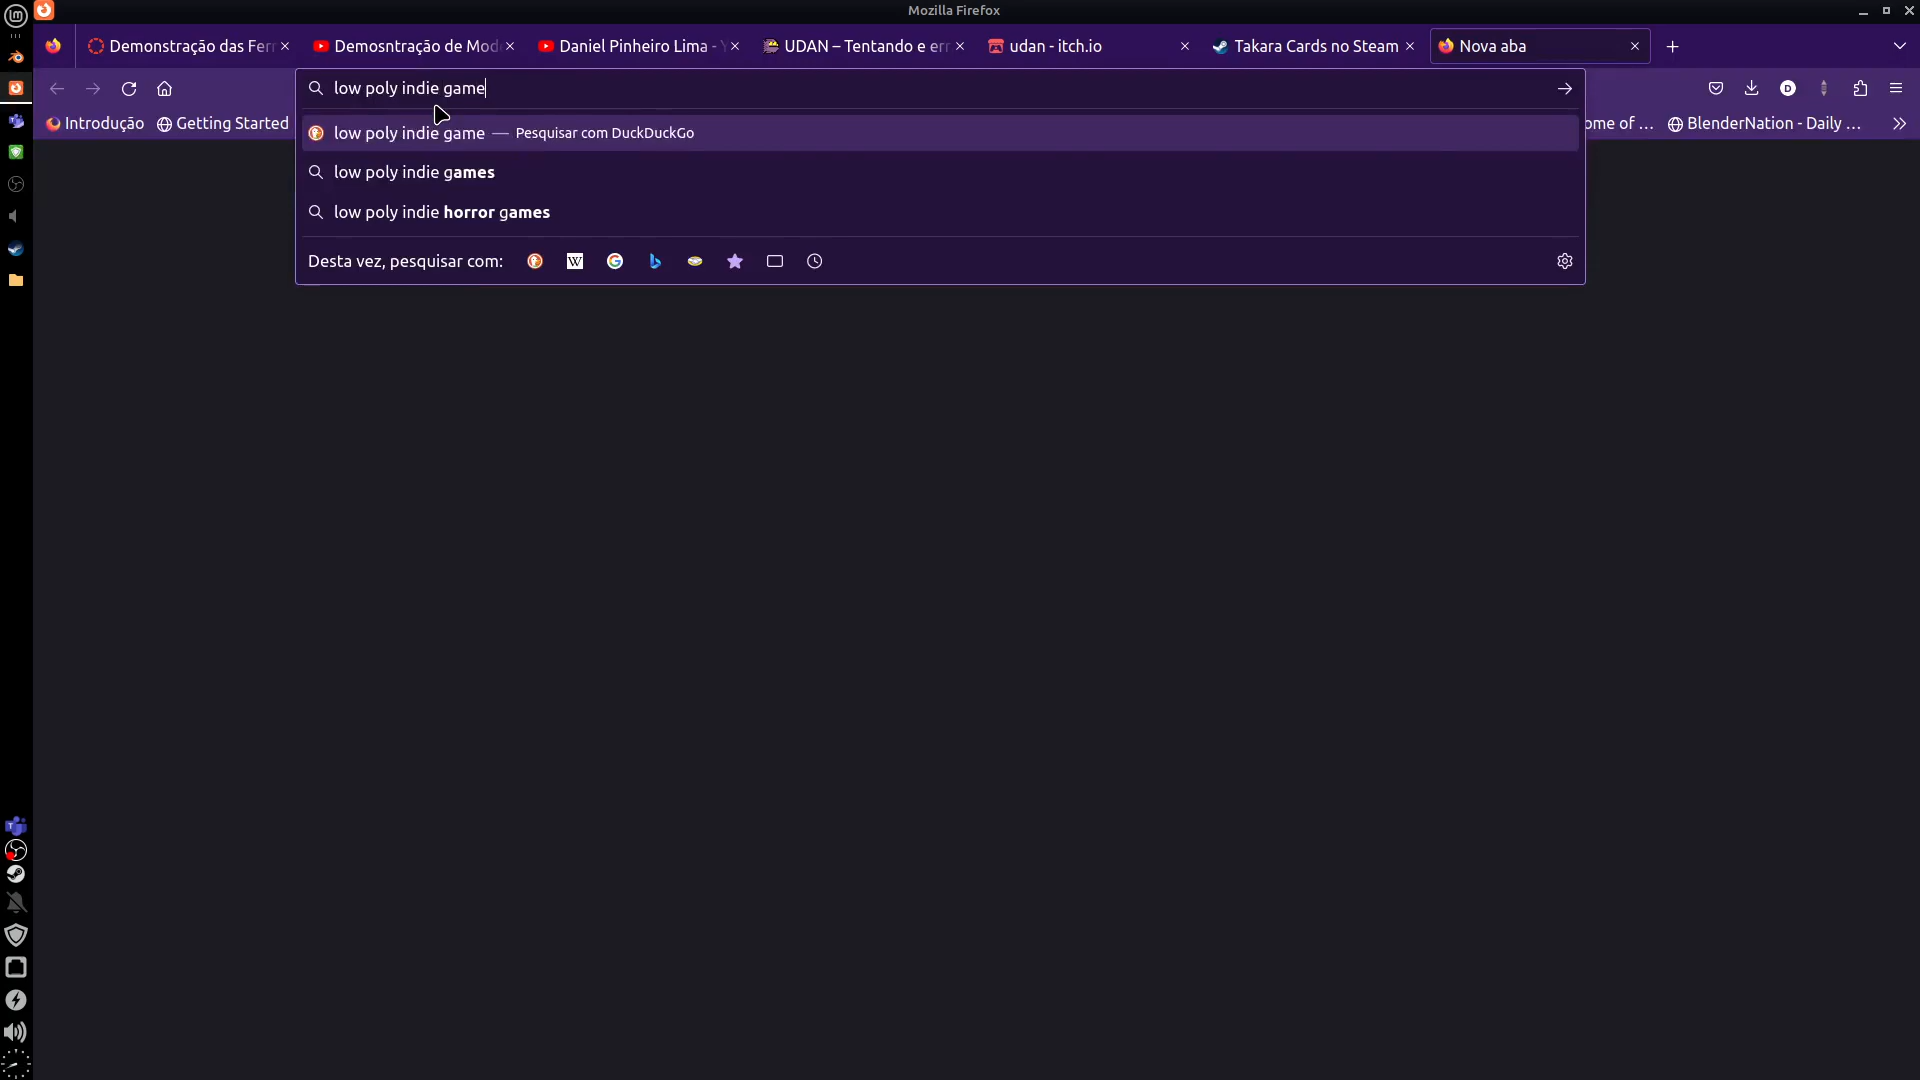 Mozilla Firefox
Demonstração das Ferr
Demosntração de Mod
Daniel Pinheiro Lima - Y
UDAN – Tentando e err
udan - itch.io
Takara Cards no Steam
Nova aba
low poly indie game
Introdução
Getting Started
ome of ...
BlenderNation - Daily ...
low poly indie game — Pesquisar com DuckDuckGo
low poly indie games
low poly indie horror games
Desta vez, pesquisar com: